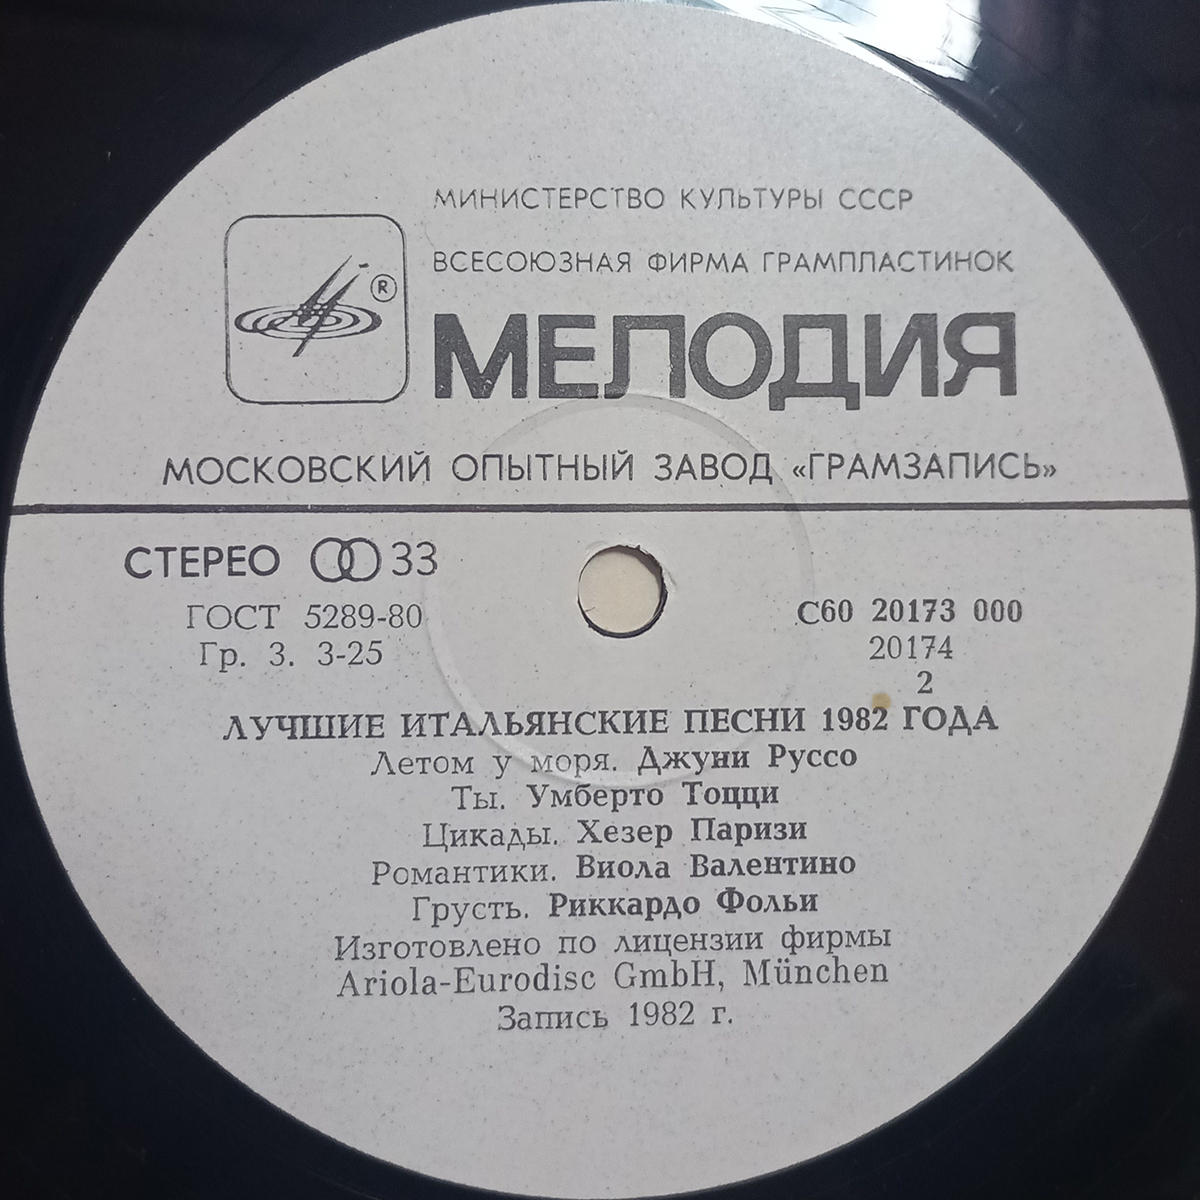 МИНИСТЕРСТВО КУЛЬТУРЫ СССР
ВСЕСОЮЗНАЯ ФИРМА ГРАМПЛАСТИНОК
®
МЕЛОДИЯ
МОСКОВСКИЙ ОПЫТНЫЙ ЗАВОД «ГРАМЗАПИСЬ»
СТЕРЕО 33
ГОСТ 5289-80
С60 20173 000
Гр. 3. 3-25
20174
2
ЛУЧШИЕ ИТАЛЬЯНСКИЕ ПЕСНИ 1982 ГОДА
Летом у моря. Джуни Руссо
Ты. Умберто Тоцци
Цикады. Хезер Паризи
Романтики. Виола Валентино
Грусть. Риккардо Фольи
Изготовлено по лицензии фирмы
Ariola-Eurodisc GmbH, München
Запись 1982 г.